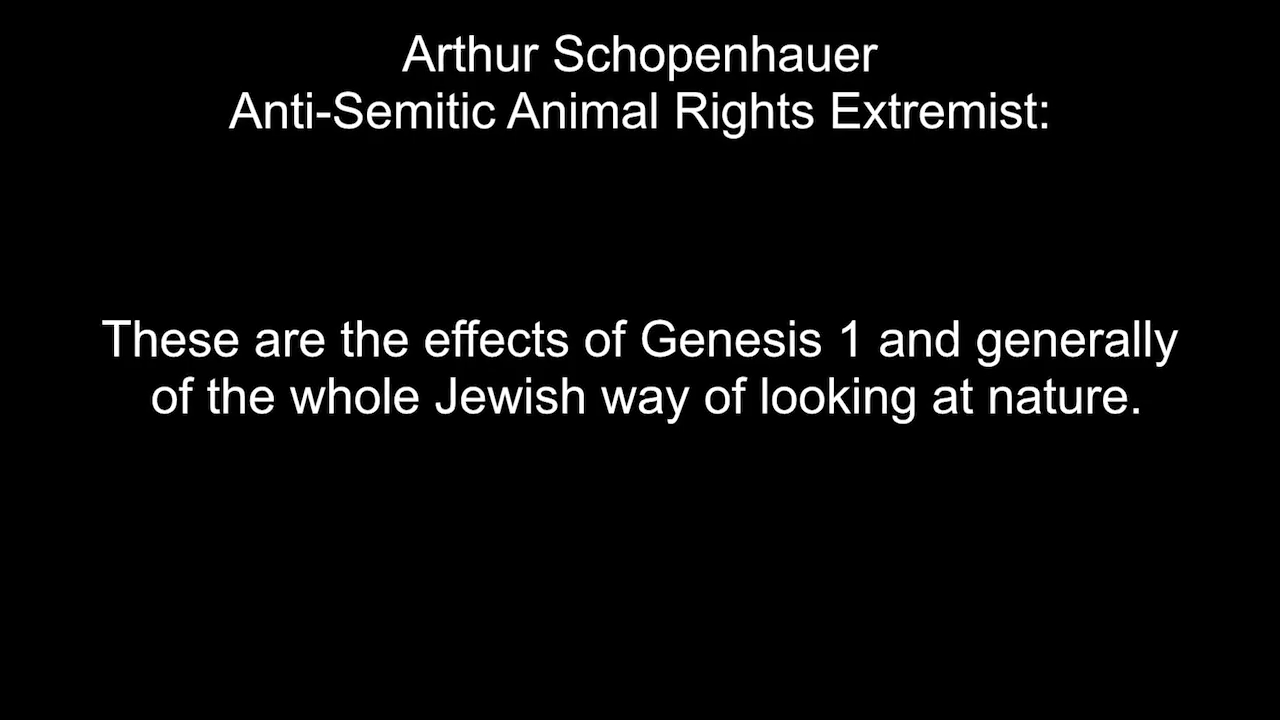 Arthur Schopenhauer
Anti-Semitic Animal Rights Extremist:
These are the effects of Genesis 1 and generally
of the whole Jewish way of looking at nature.